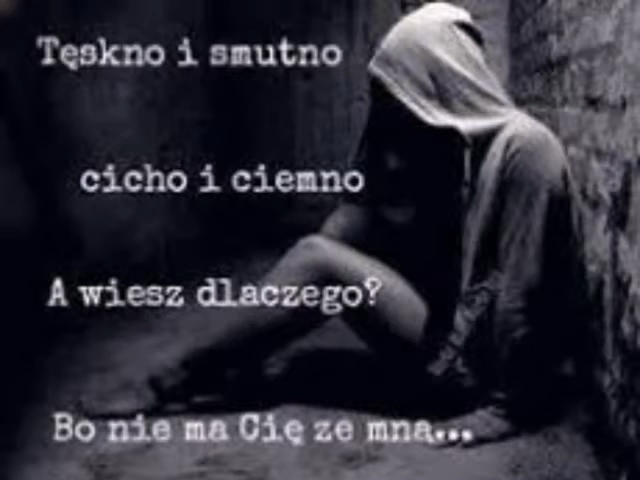 Tęskno i smutno
cicho i ciemno
A wiesz dlaczego?
Bo nie ma Cię ze mną...